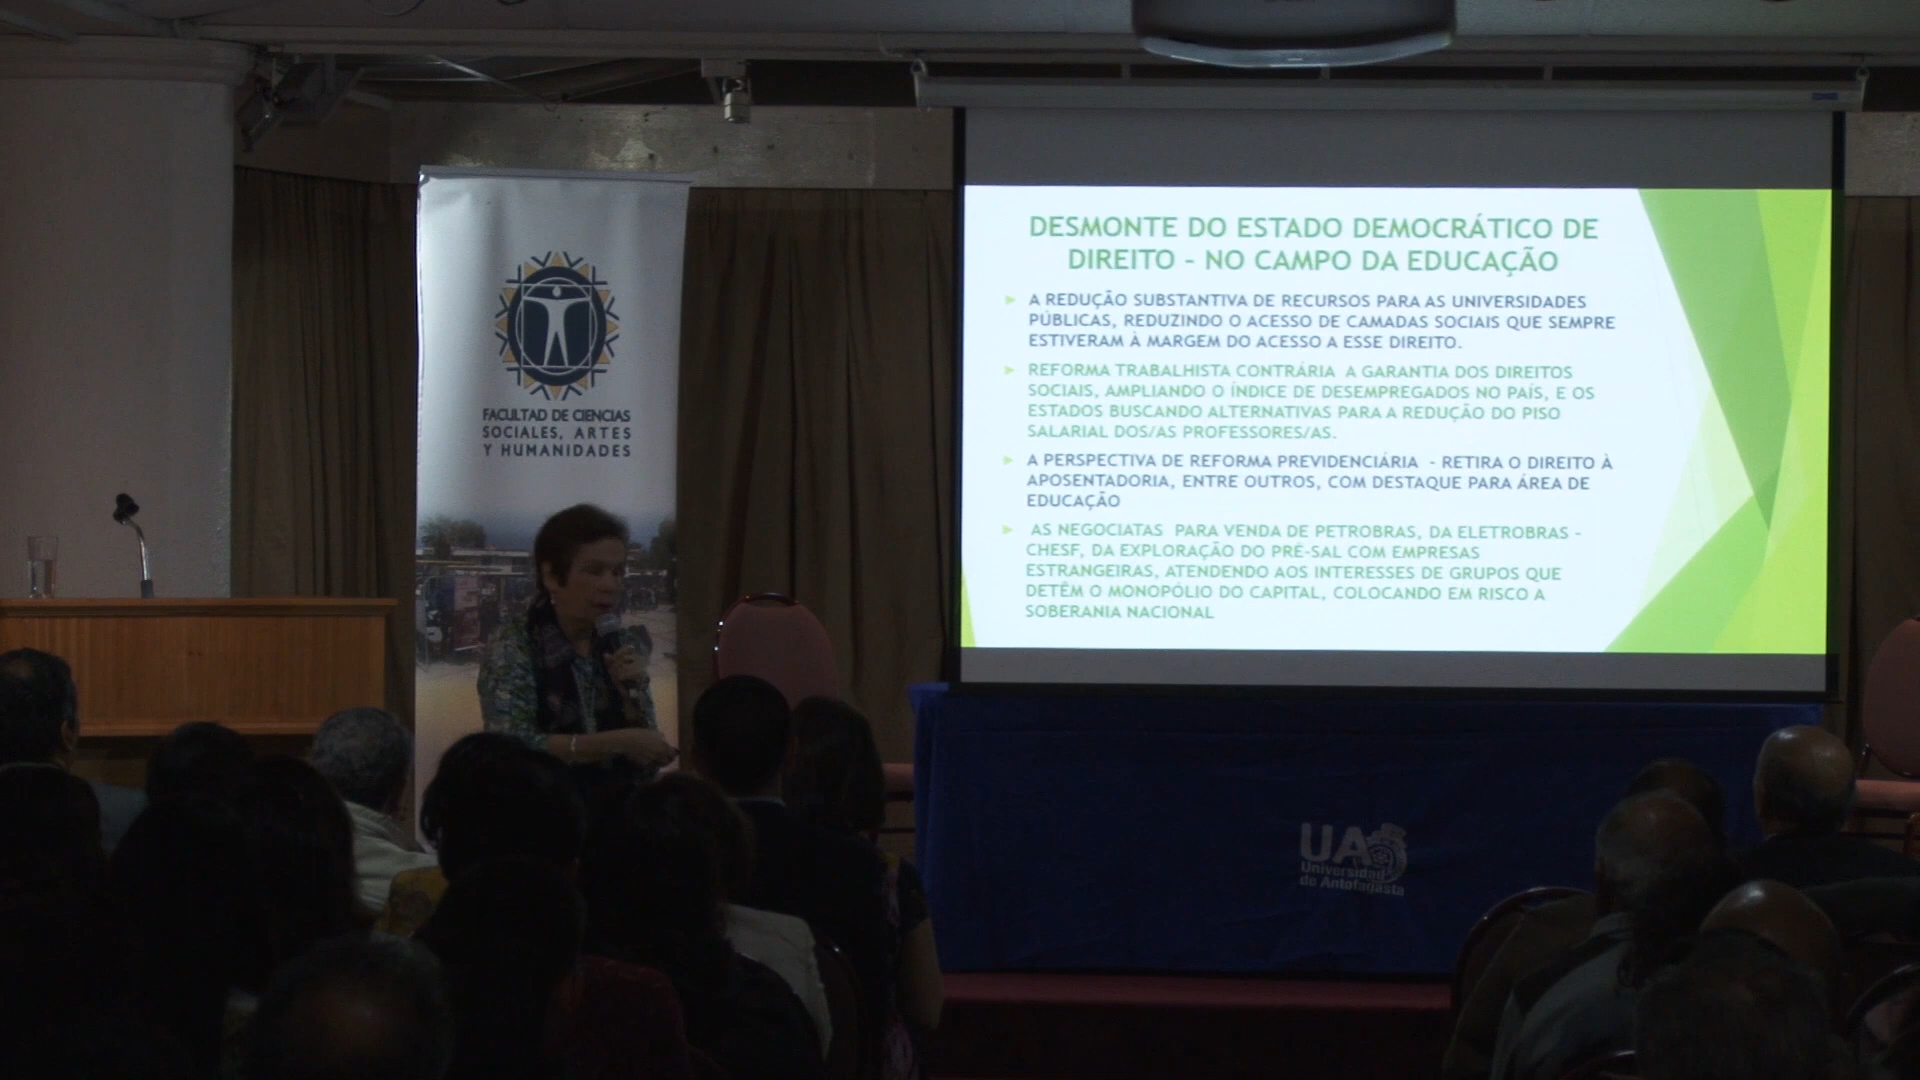 FACULTAD DE CIENCIAS
SOCIALES, ARTES
Y HUMANIDADES
DESMONTE DO ESTADO DEMOCRÁTICO DE
DIREITO - NO CAMPO DA EDUCAÇÃO
A REDUÇÃO SUBSTANTIVA DE RECURSOS PARA AS UNIVERSIDADES
PÚBLICAS, REDUZINDO O ACESSO DE CAMADAS SOCIAIS QUE SEMPRE
ESTIVERAM À MARGEM DO ACESSO A ESSE DIREITO.
REFORMA TRABALHISTA CONTRÁRIA A GARANTIA DOS DIREITOS
SOCIAIS, AMPLIANDO O ÍNDICE DE DESEMPREGADOS NO PAÍS, E OS
ESTADOS BUSCANDO ALTERNATIVAS PARA A REDUÇÃO DO PISO
SALARIAL DOS/AS PROFESSORES/AS.
A PERSPECTIVA DE REFORMA PREVIDENCIÁRIA - RETIRA O DIREITO À
APOSENTADORIA, ENTRE OUTROS, COM DESTAQUE PARA ÁREA DE
EDUCAÇÃO
AS NEGOCIATAS PARA VENDA DE PETROBRAS, DA ELETROBRAS -
CHESF, DA EXPLORAÇÃO DO PRÉ-SAL COM EMPRESAS
ESTRANGEIRAS, ATENDENDO AOS INTERESSES DE GRUPOS QUE
DETÊM O MONOPÓLIO DO CAPITAL, COLOCANDO EM RISCO A
SOBERANIA NACIONAL
UA
Universidad
de Antofagasta